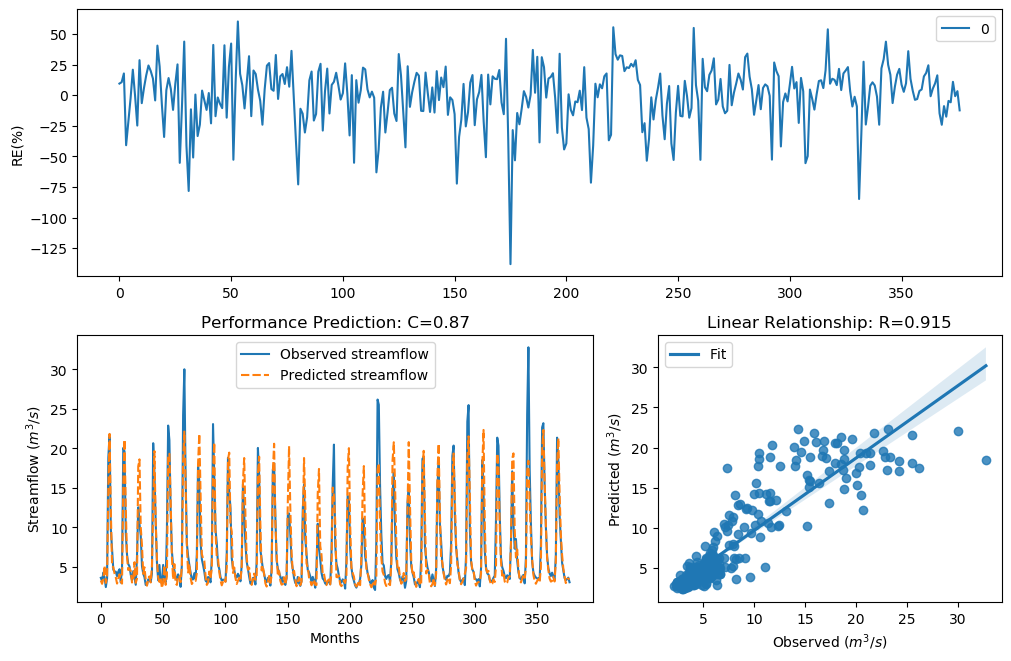 0
50
25
0
−25
−50
−75
−100
−125
RE(%)
0 50 100 150 200 250 300 350
Performance Prediction: C=0.87
Observed streamflow
Predicted streamflow
30
25
20
15
10
5
Streamflow (m³/s)
0 50 100 150 200 250 300 350
Months
Linear Relationship: R=0.915
Fit
30
25
20
15
10
5
Predicted (m³/s)
5 10 15 20 25 30
Observed (m³/s)